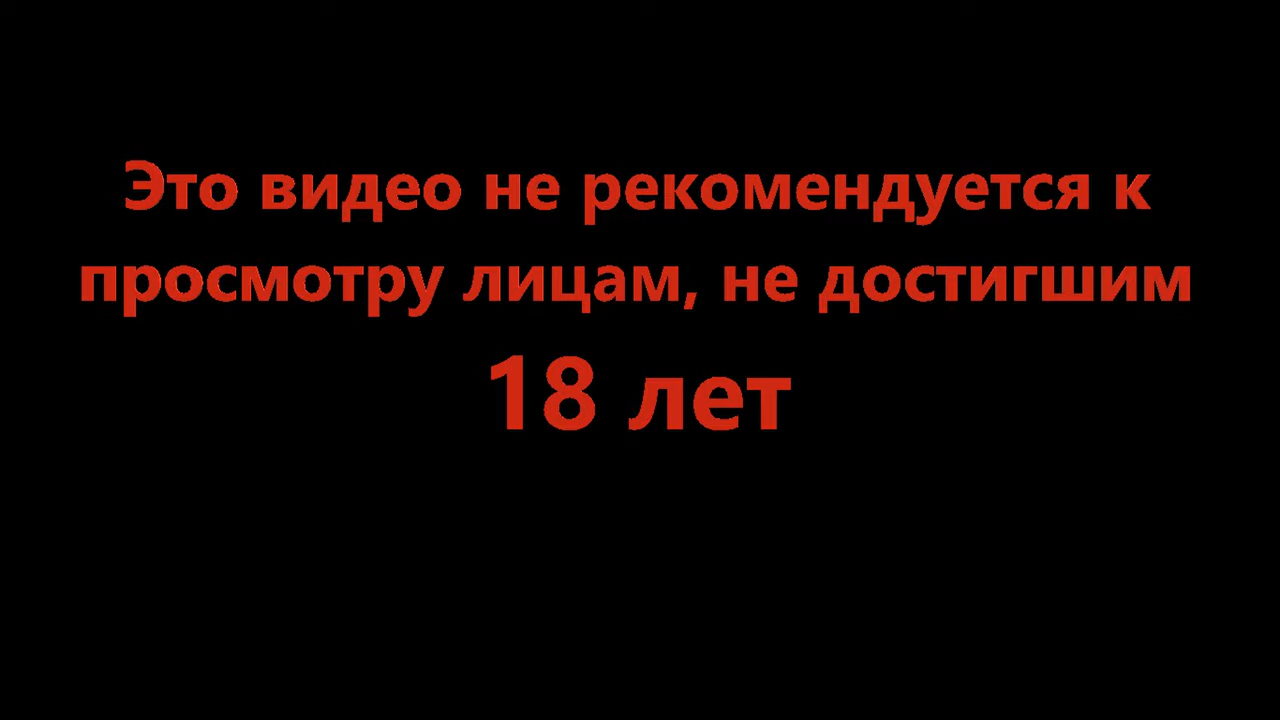 Это видео не рекомендуется к
просмотру лицам, не достигшим
18 лет